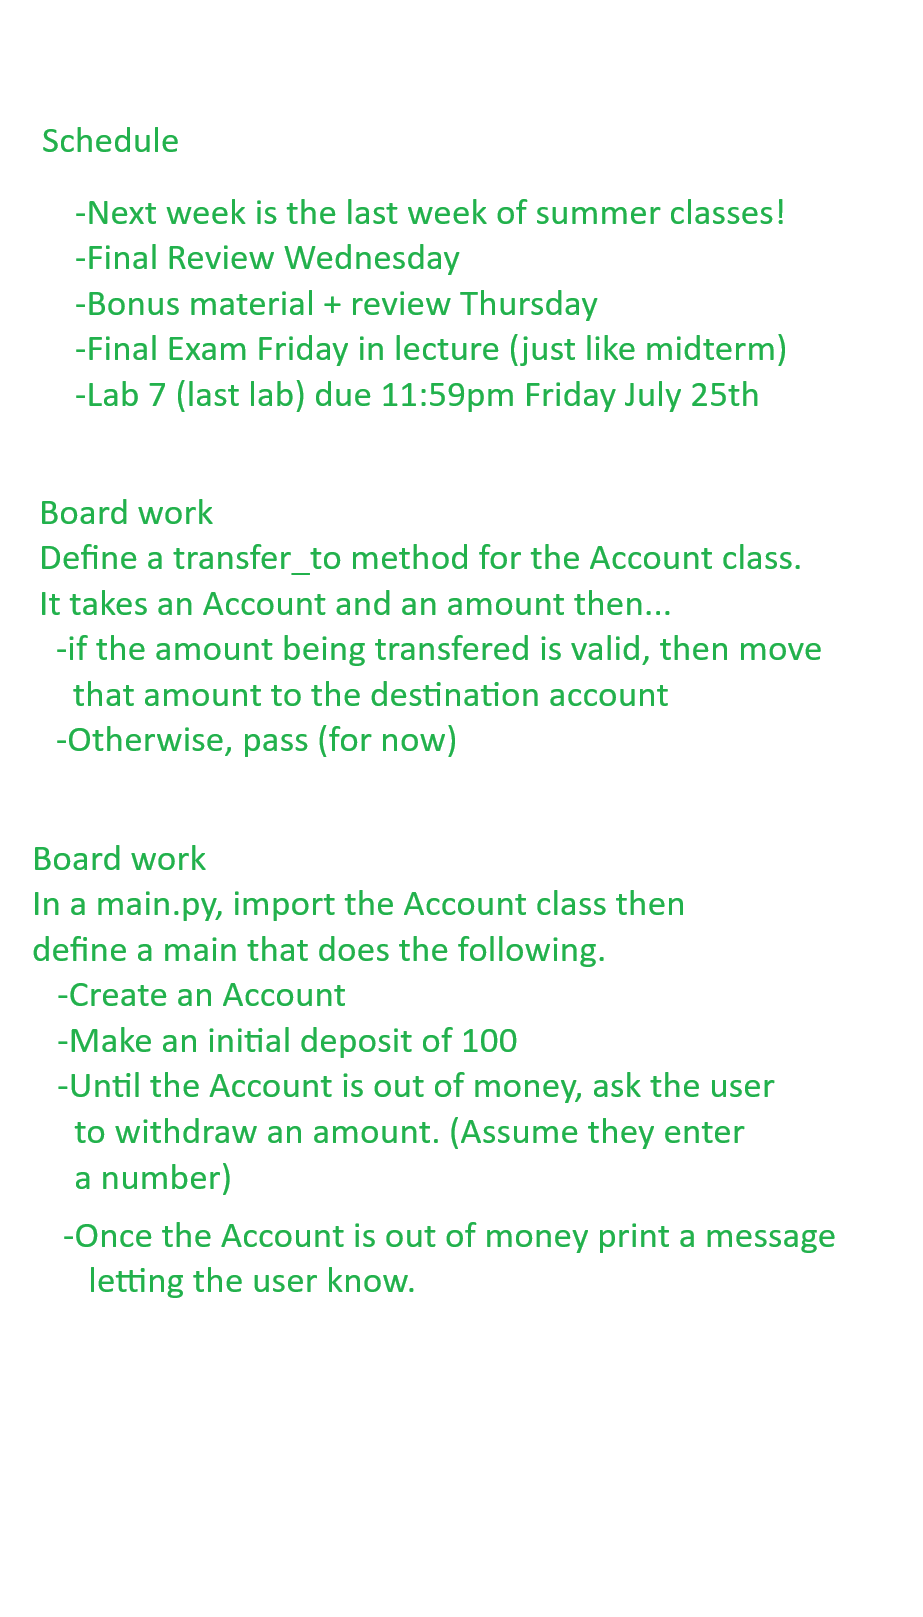 Schedule
-Next week is the last week of summer classes!
-Final Review Wednesday
-Bonus material + review Thursday
-Final Exam Friday in lecture (just like midterm)
-Lab 7 (last lab) due 11:59pm Friday July 25th
Board work
Define a transfer_to method for the Account class.
It takes an Account and an amount then...
-if the amount being transfered is valid, then move
that amount to the destination account
-Otherwise, pass (for now)
Board work
In a main.py, import the Account class then
define a main that does the following.
-Create an Account
-Make an initial deposit of 100
-Until the Account is out of money, ask the user
to withdraw an amount. (Assume they enter
a number)
-Once the Account is out of money print a message
letting the user know.